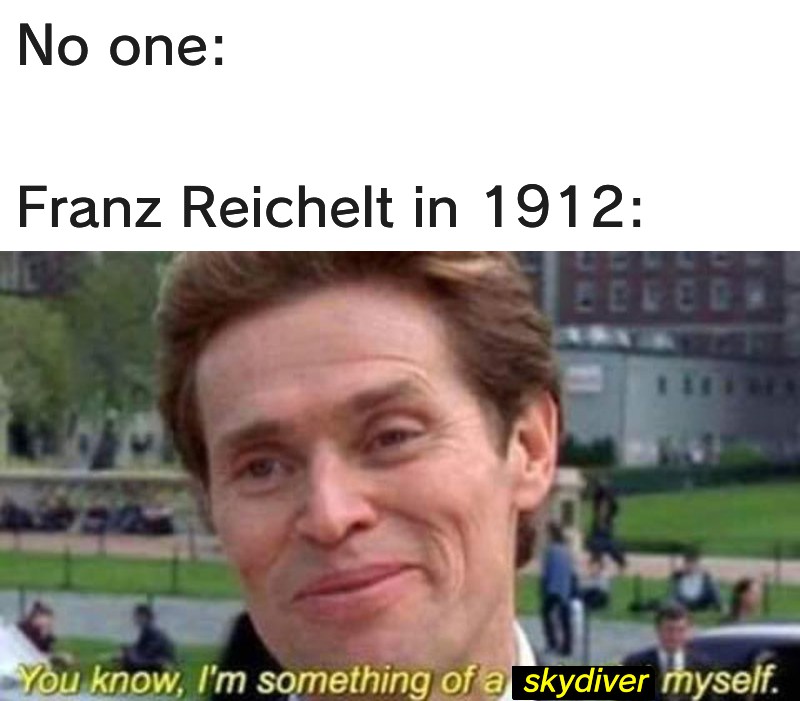 No one:
Franz Reichelt in 1912:
You know, I'm something of a skydiver myself.